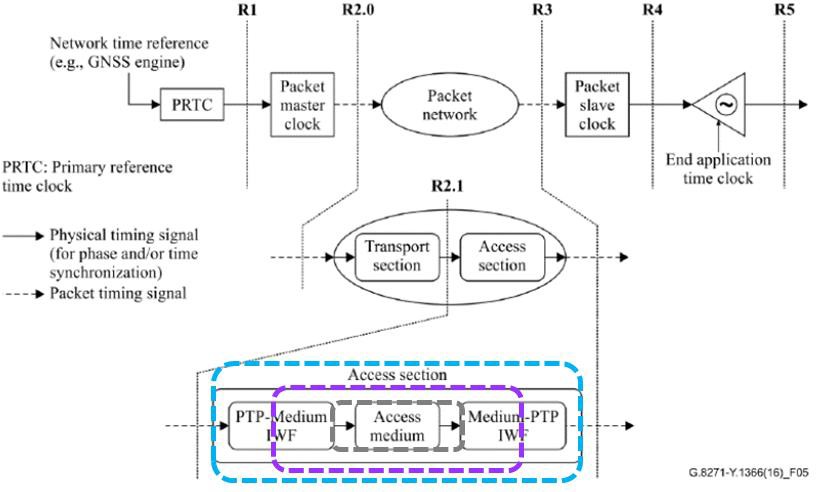 R1
R2.0
R3
R4
R5
Network time reference
(e.g., GNSS engine)
PRTC
Packet
master
clock
Packet
network
Packet
slave
clock
~
End application
time clock
PRTC: Primary reference
time clock
R2.1
Physical timing signal
(for phase and/or time
synchronization)
Packet timing signal
Transport
section
Access
section
Access section
PTP-Medium
IWF
Access
medium
Medium-PTP
IWF
G.8271-Y.1366(16)_F05